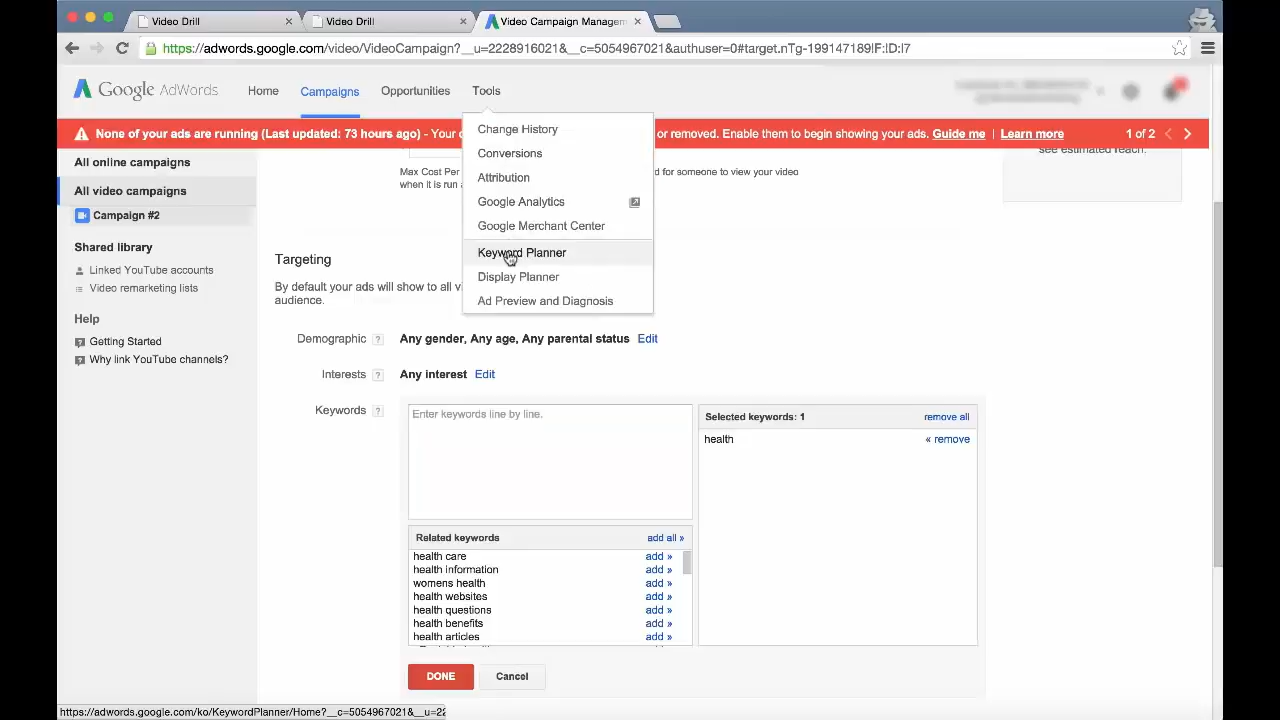 Video Drill
Video Drill
Video Campaign Managem
https://adwords.google.com/video/VideoCampaign?__u=2228916021&__c=5054967021&authuser=0#target.nTg-199147189!F!D!l7
Google AdWords
Home
Campaigns
Opportunities
Tools
Change History
Conversions
Attribution
Google Analytics
Google Merchant Center
Keyword Planner
Display Planner
Ad Preview and Diagnosis
None of your ads are running (Last updated: 73 hours ago) - Your
or removed. Enable them to begin showing your ads. Guide me | Learn more
1 of 2
All online campaigns
All video campaigns
Campaign #2
Shared library
Linked YouTube accounts
Video remarketing lists
Help
Getting Started
Why link YouTube channels?
Max Cost Per
d for someone to view your video
when it is run a
see estimated reach.
Targeting
By default your ads will show to all v
audience.
Demographic ? Any gender, Any age, Any parental status Edit
Interests ? Any interest Edit
Keywords ?
Enter keywords line by line.
Selected keywords: 1 remove all
health « remove
Related keywords add all »
health care add »
health information add »
womens health add »
health websites add »
health questions add »
health benefits add »
health articles add »
DONE
Cancel
https://adwords.google.com/ko/KeywordPlanner/Home?__c=5054967021&__u=22